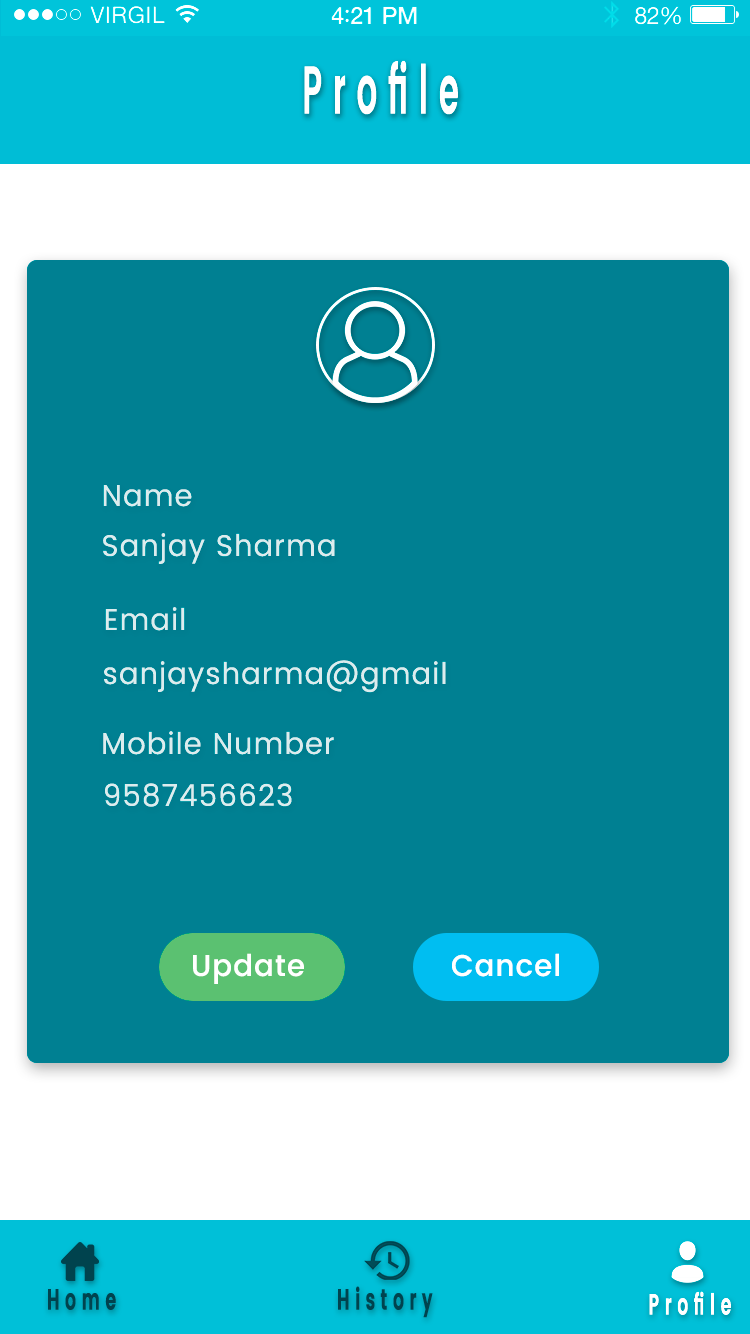 VIRGIL 4:21 PM 82%
Profile
Name
Sanjay Sharma
Email
sanjaysharma@gmail
Mobile Number
9587456623
Update Cancel
Home History Profile